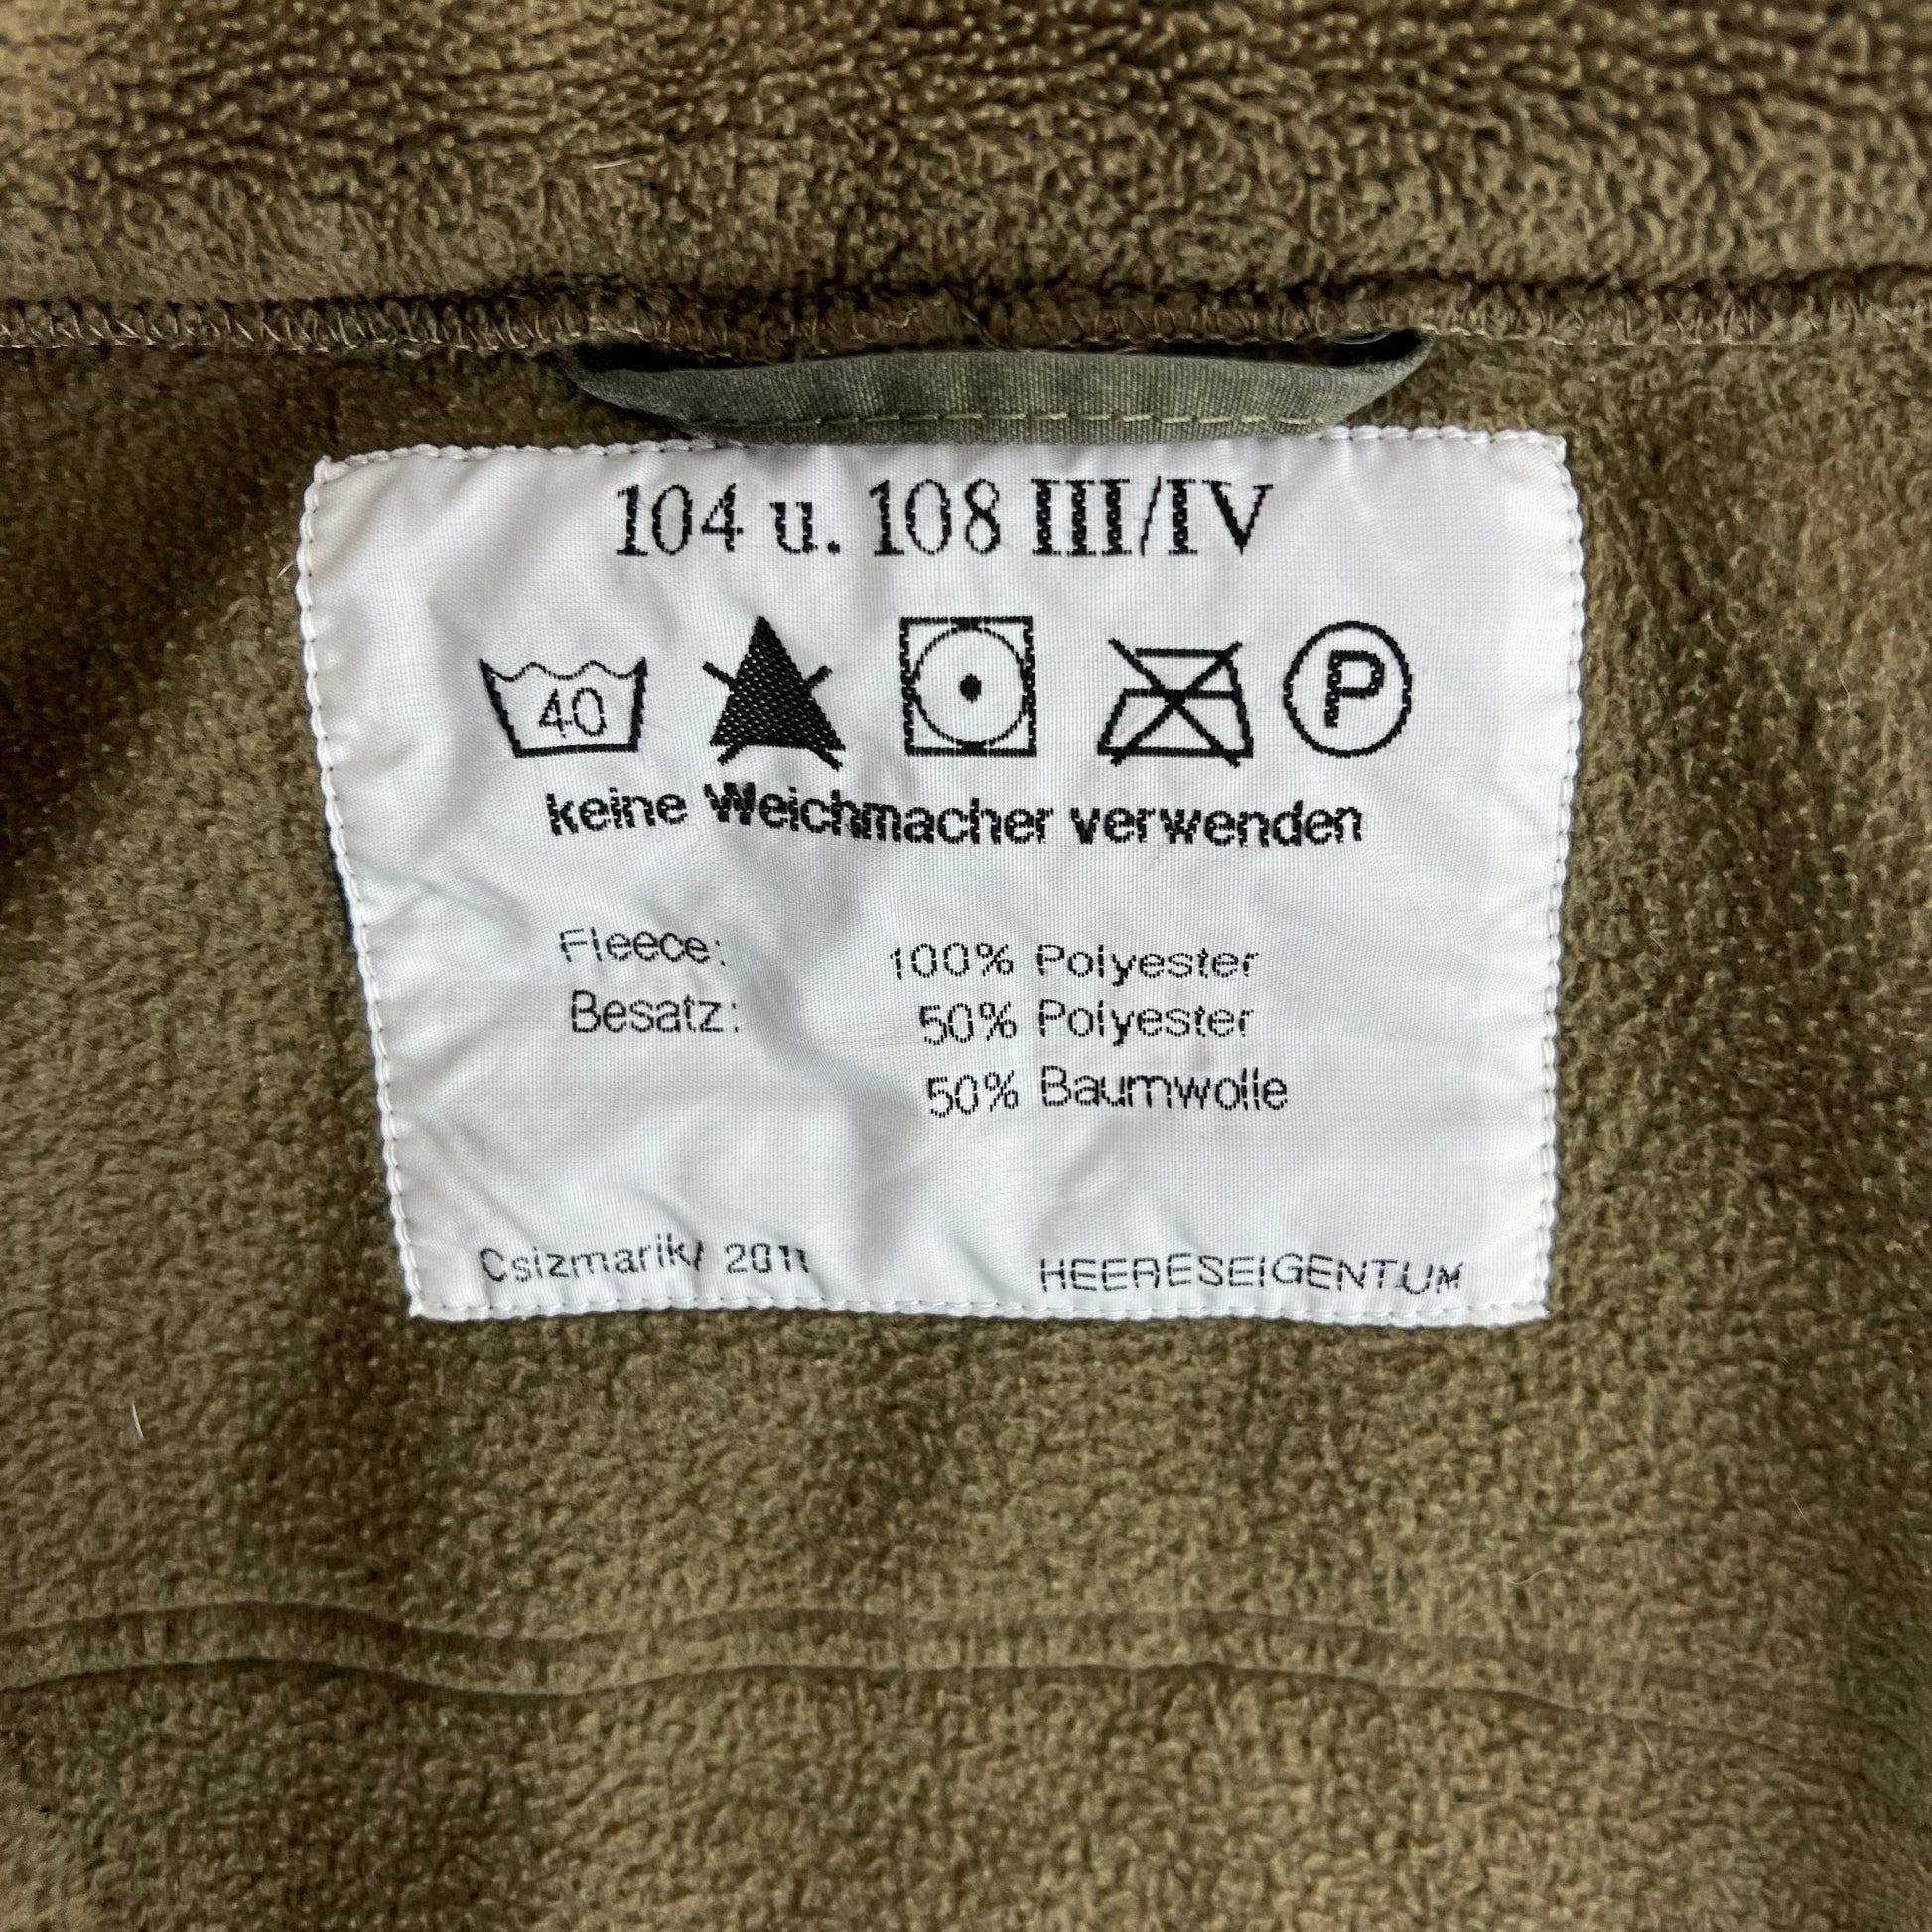 104 u. 108 III/IV
40 P
keine Weichmacher verwenden
Fleece: 100% Polyester
Besatz: 50% Polyester
50% Baumwolle
Csizmarik/ 2011 HEERESEIGENTUM